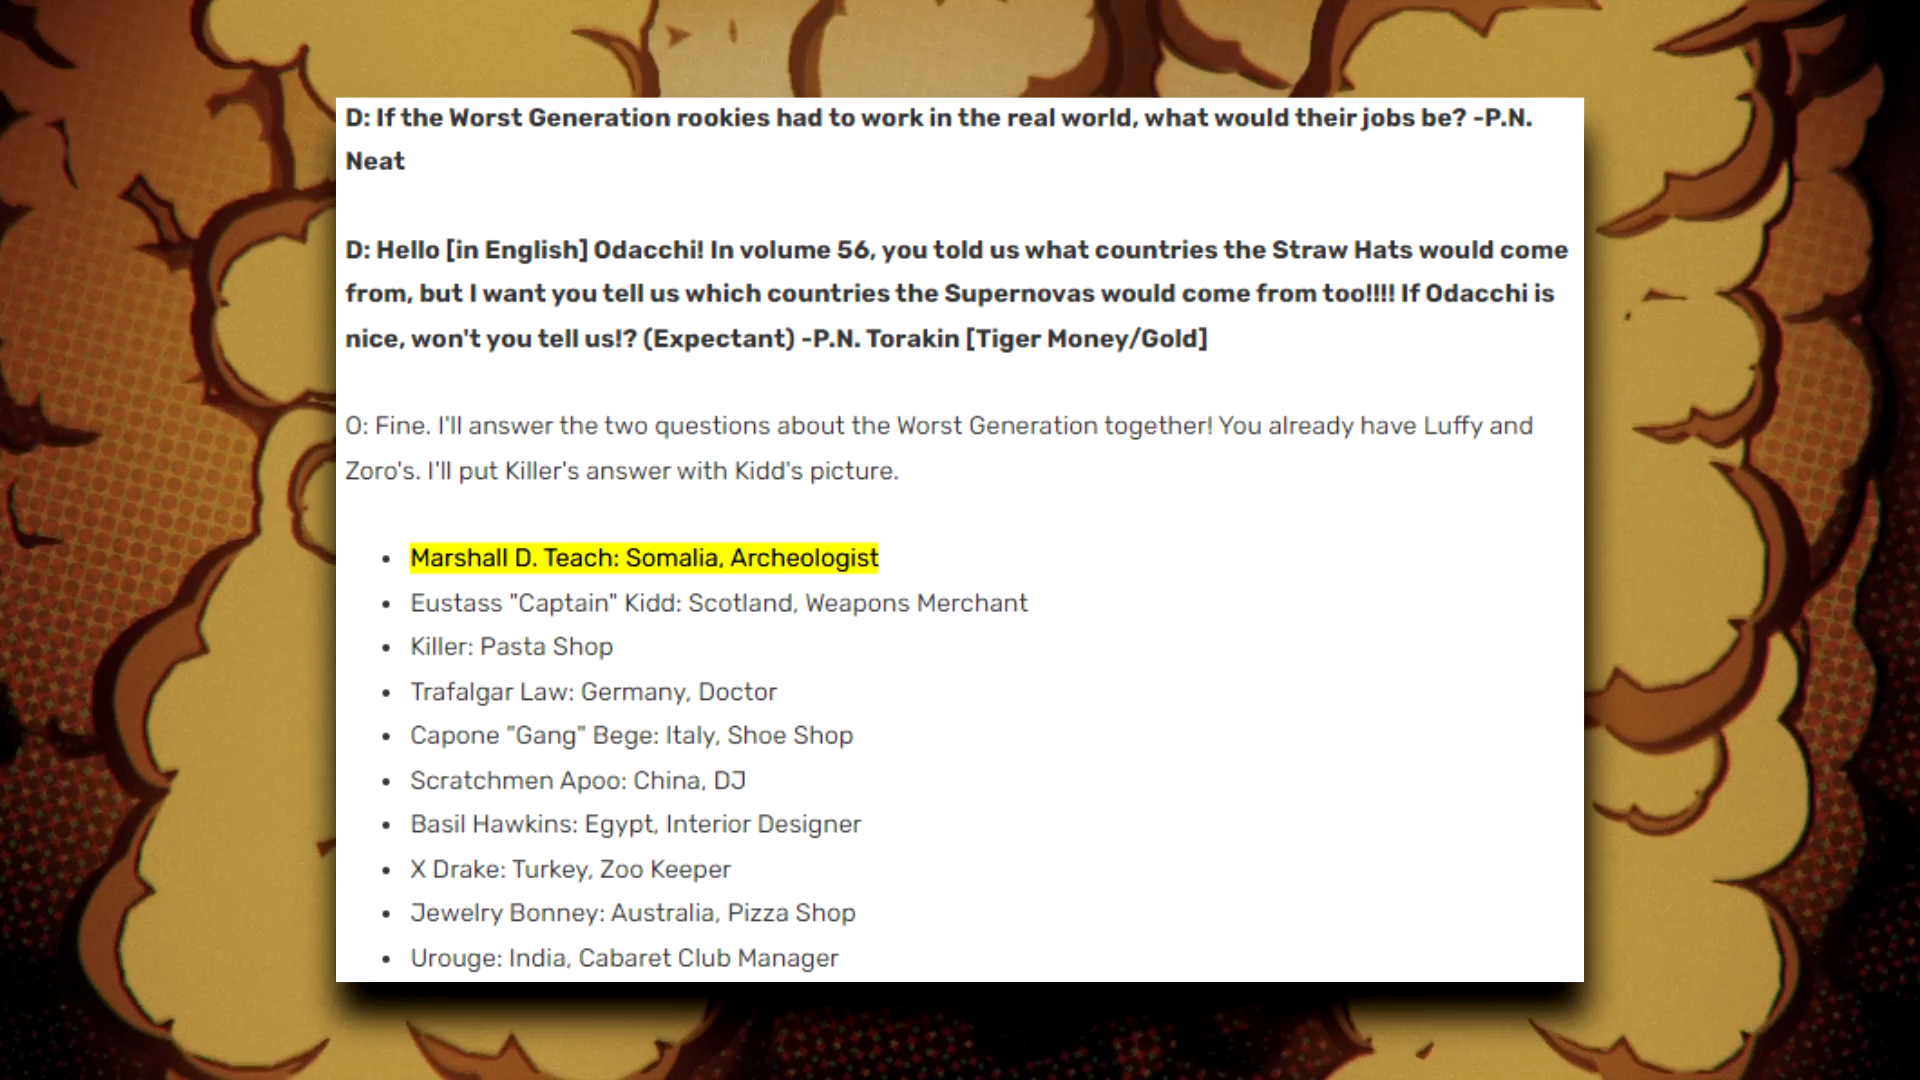 D: If the Worst Generation rookies had to work in the real world, what would their jobs be? -P.N.
Neat
D: Hello [in English] Odacchi! In volume 56, you told us what countries the Straw Hats would come
from, but I want you tell us which countries the Supernovas would come from too!!!! If Odacchi is
nice, won't you tell us!? (Expectant) -P.N. Torakin [Tiger Money/Gold]
O: Fine. I'll answer the two questions about the Worst Generation together! You already have Luffy and
Zoro's. I'll put Killer's answer with Kidd's picture.
• Marshall D. Teach: Somalia, Archeologist
• Eustass "Captain" Kidd: Scotland, Weapons Merchant
• Killer: Pasta Shop
• Trafalgar Law: Germany, Doctor
• Capone "Gang" Bege: Italy, Shoe Shop
• Scratchmen Apoo: China, DJ
• Basil Hawkins: Egypt, Interior Designer
• X Drake: Turkey, Zoo Keeper
• Jewelry Bonney: Australia, Pizza Shop
• Urouge: India, Cabaret Club Manager